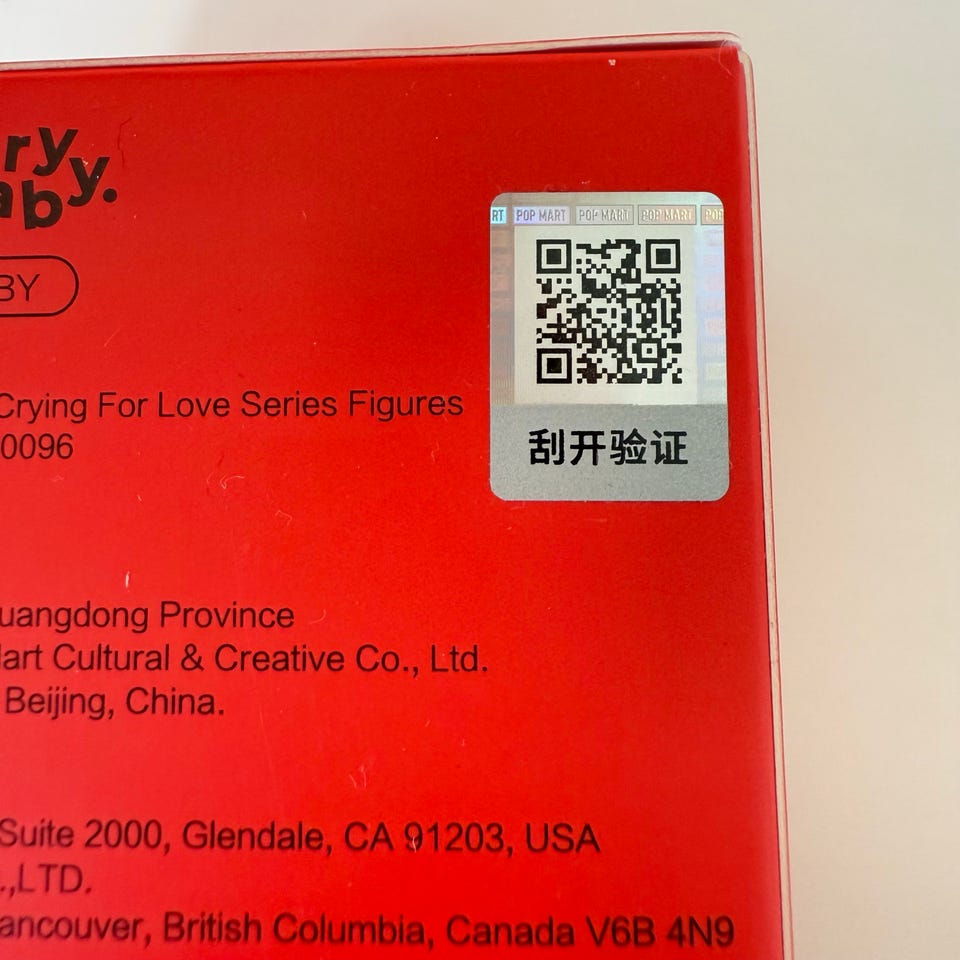 ry
aby.
BY
RT POP MART POP MART POP MART POP
刮开验证
Crying For Love Series Figures
0096
uangdong Province
art Cultural & Creative Co., Ltd.
Beijing, China.
Suite 2000, Glendale, CA 91203, USA
.,LTD.
ancouver, British Columbia, Canada V6B 4N9